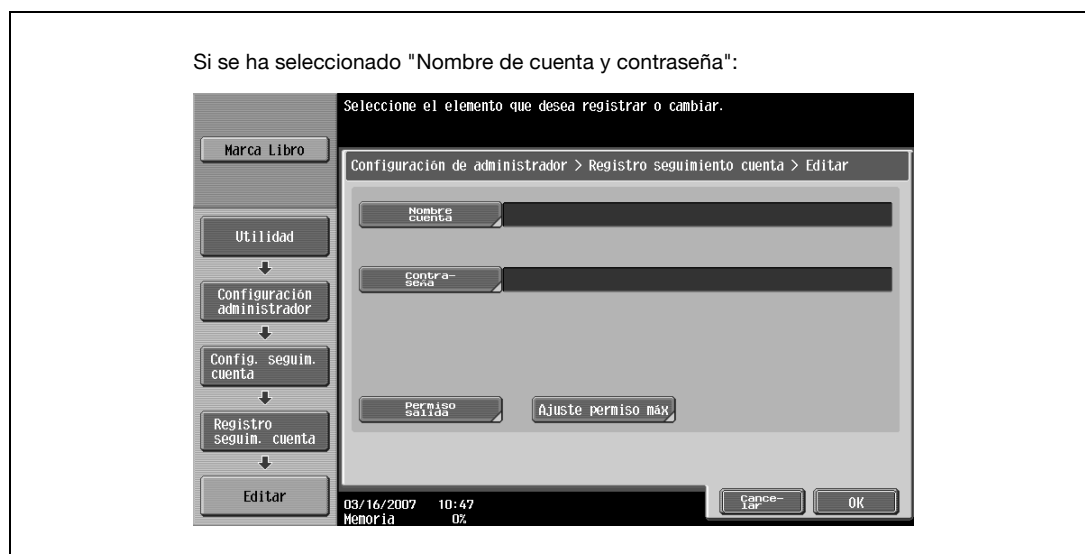 Si se ha seleccionado "Nombre de cuenta y contraseña":
Seleccione el elemento que desea registrar o cambiar.
Marca Libro
Configuración de administrador > Registro seguimiento cuenta > Editar
Nombre
cuenta
Utilidad
Contra-
seña
Configuración
administrador
Config. seguim.
cuenta
Permiso
salida
Ajuste permiso máx
Registro
seguim. cuenta
Editar
03/16/2007 10:47
Memoria 0%
Cance-
lar
OK